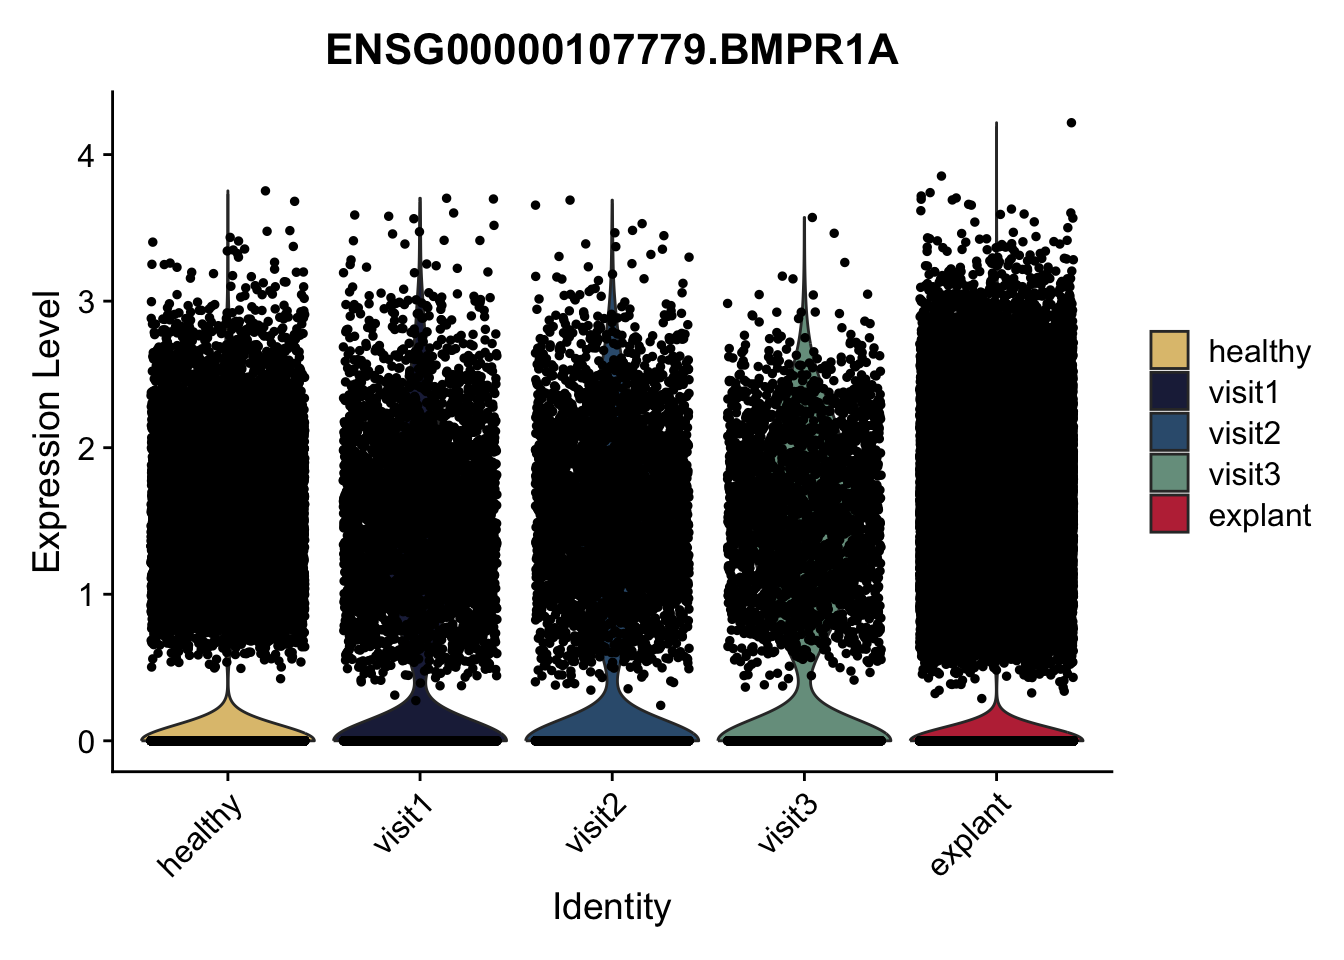 ENSG00000107779.BMPR1A
Expression Level
4
3
2
1
0
healthy
visit1
visit2
visit3
explant
Identity
healthy
visit1
visit2
visit3
explant